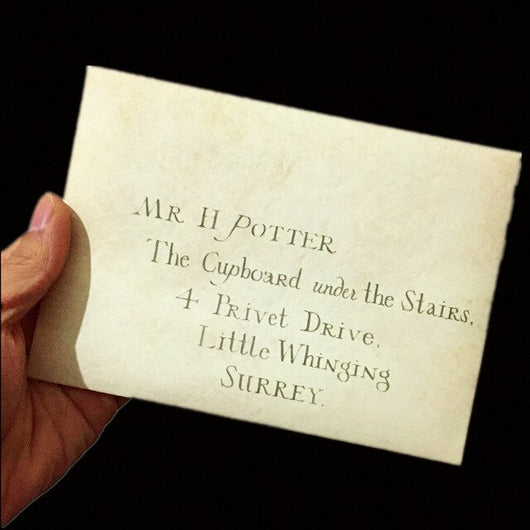 Mr H Potter
The Cupboard under the Stairs,
4 Privet Drive,
Little Whinging
Surrey.